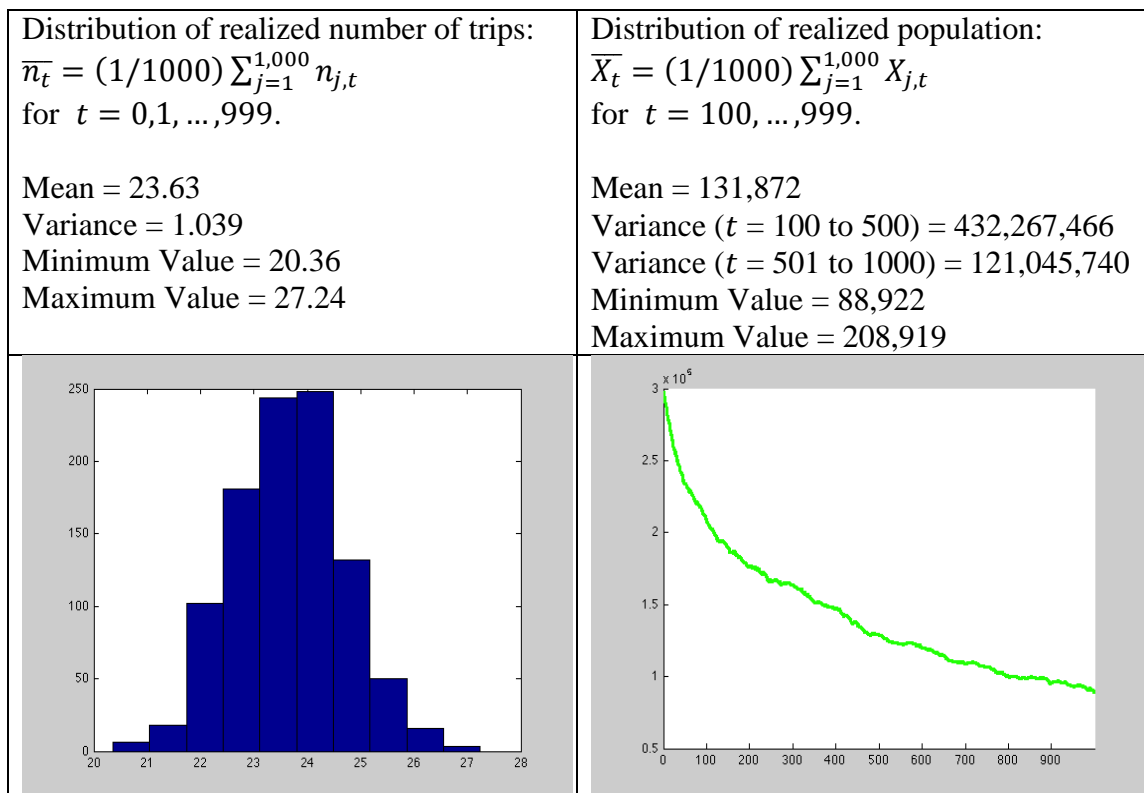 Distribution of realized number of trips:
$\overline{n_t} = (1/1000) \sum_{j=1}^{1,000} n_{j,t}$
for $t = 0,1, \ldots ,999.$
Mean = 23.63
Variance = 1.039
Minimum Value = 20.36
Maximum Value = 27.24
Distribution of realized population:
$\overline{X_t} = (1/1000) \sum_{j=1}^{1,000} X_{j,t}$
for $t = 100, \ldots ,999.$
Mean = 131,872
Variance ($t$ = 100 to 500) = 432,267,466
Variance ($t$ = 501 to 1000) = 121,045,740
Minimum Value = 88,922
Maximum Value = 208,919
250
200
150
100
50
0
20 21 22 23 24 25 26 27 28
x 10⁵
3
2.5
2
1.5
1
0.5
0 100 200 300 400 500 600 700 800 900